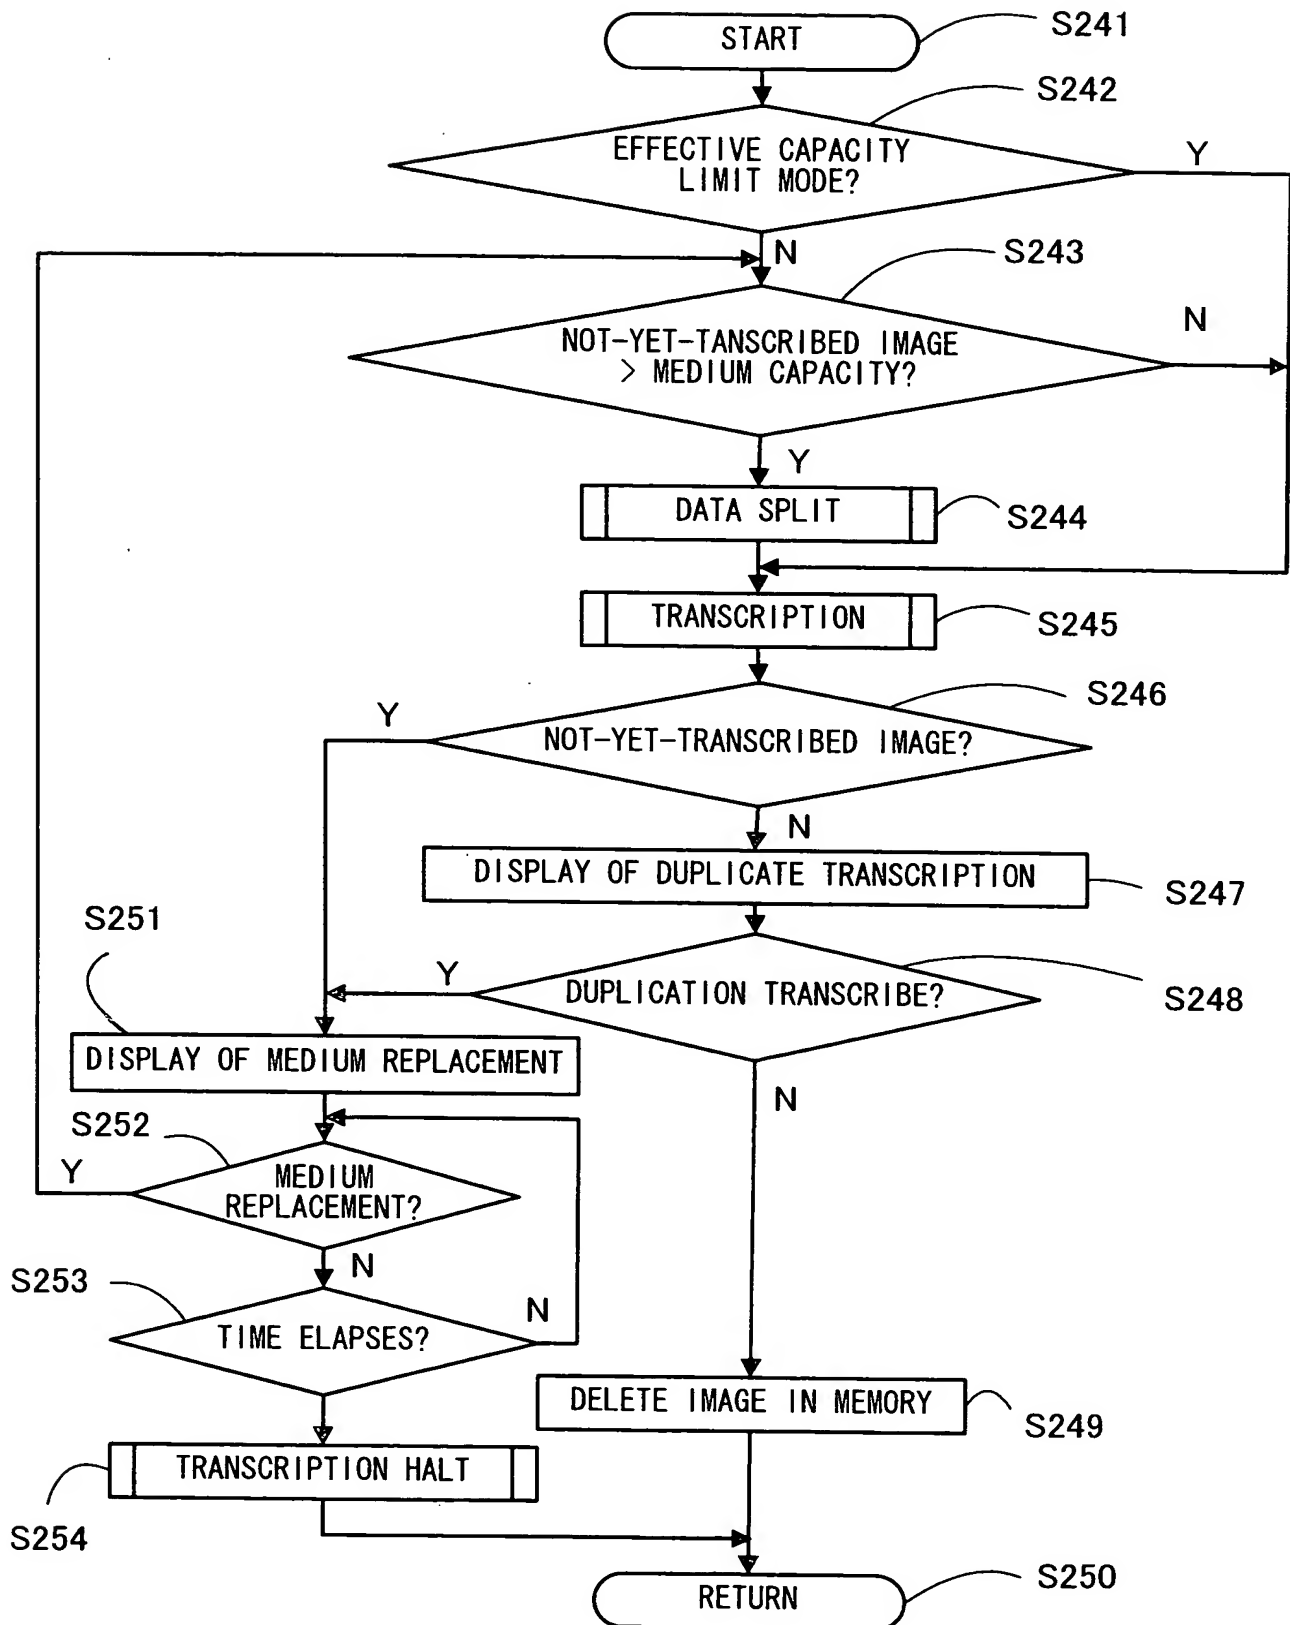 START
S241
S242
EFFECTIVE CAPACITY
LIMIT MODE?
Y
N
S243
NOT-YET-TANSCRIBED IMAGE
> MEDIUM CAPACITY?
N
Y
DATA SPLIT
S244
TRANSCRIPTION
S245
S246
Y
NOT-YET-TRANSCRIBED IMAGE?
N
DISPLAY OF DUPLICATE TRANSCRIPTION
S247
S251
Y
DUPLICATION TRANSCRIBE?
S248
DISPLAY OF MEDIUM REPLACEMENT
N
S252
Y
MEDIUM
REPLACEMENT?
N
S253
N
TIME ELAPSES?
DELETE IMAGE IN MEMORY
S249
TRANSCRIPTION HALT
S254
RETURN
S250